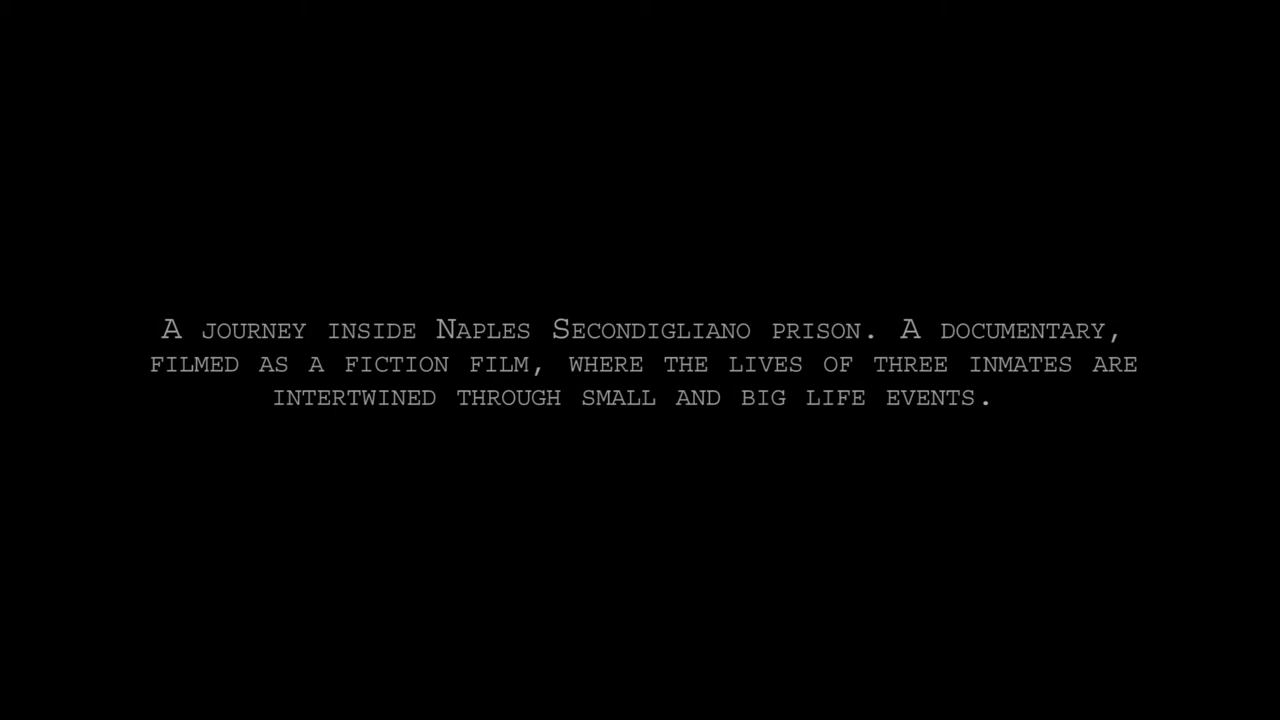 A journey inside Naples Secondigliano prison. A documentary,
filmed as a fiction film, where the lives of three inmates are
intertwined through small and big life events.